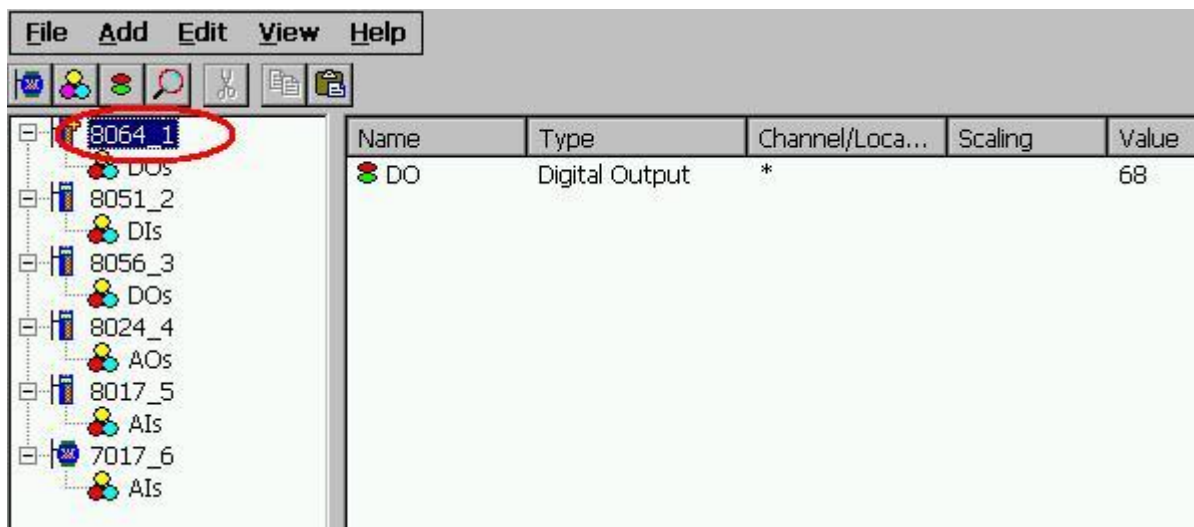 File Add Edit View Help
8064_1
DOs
8051_2
DIs
8056_3
DOs
8024_4
AOs
8017_5
AIs
7017_6
AIs
Name Type Channel/Loca... Scaling Value
DO Digital Output * 68